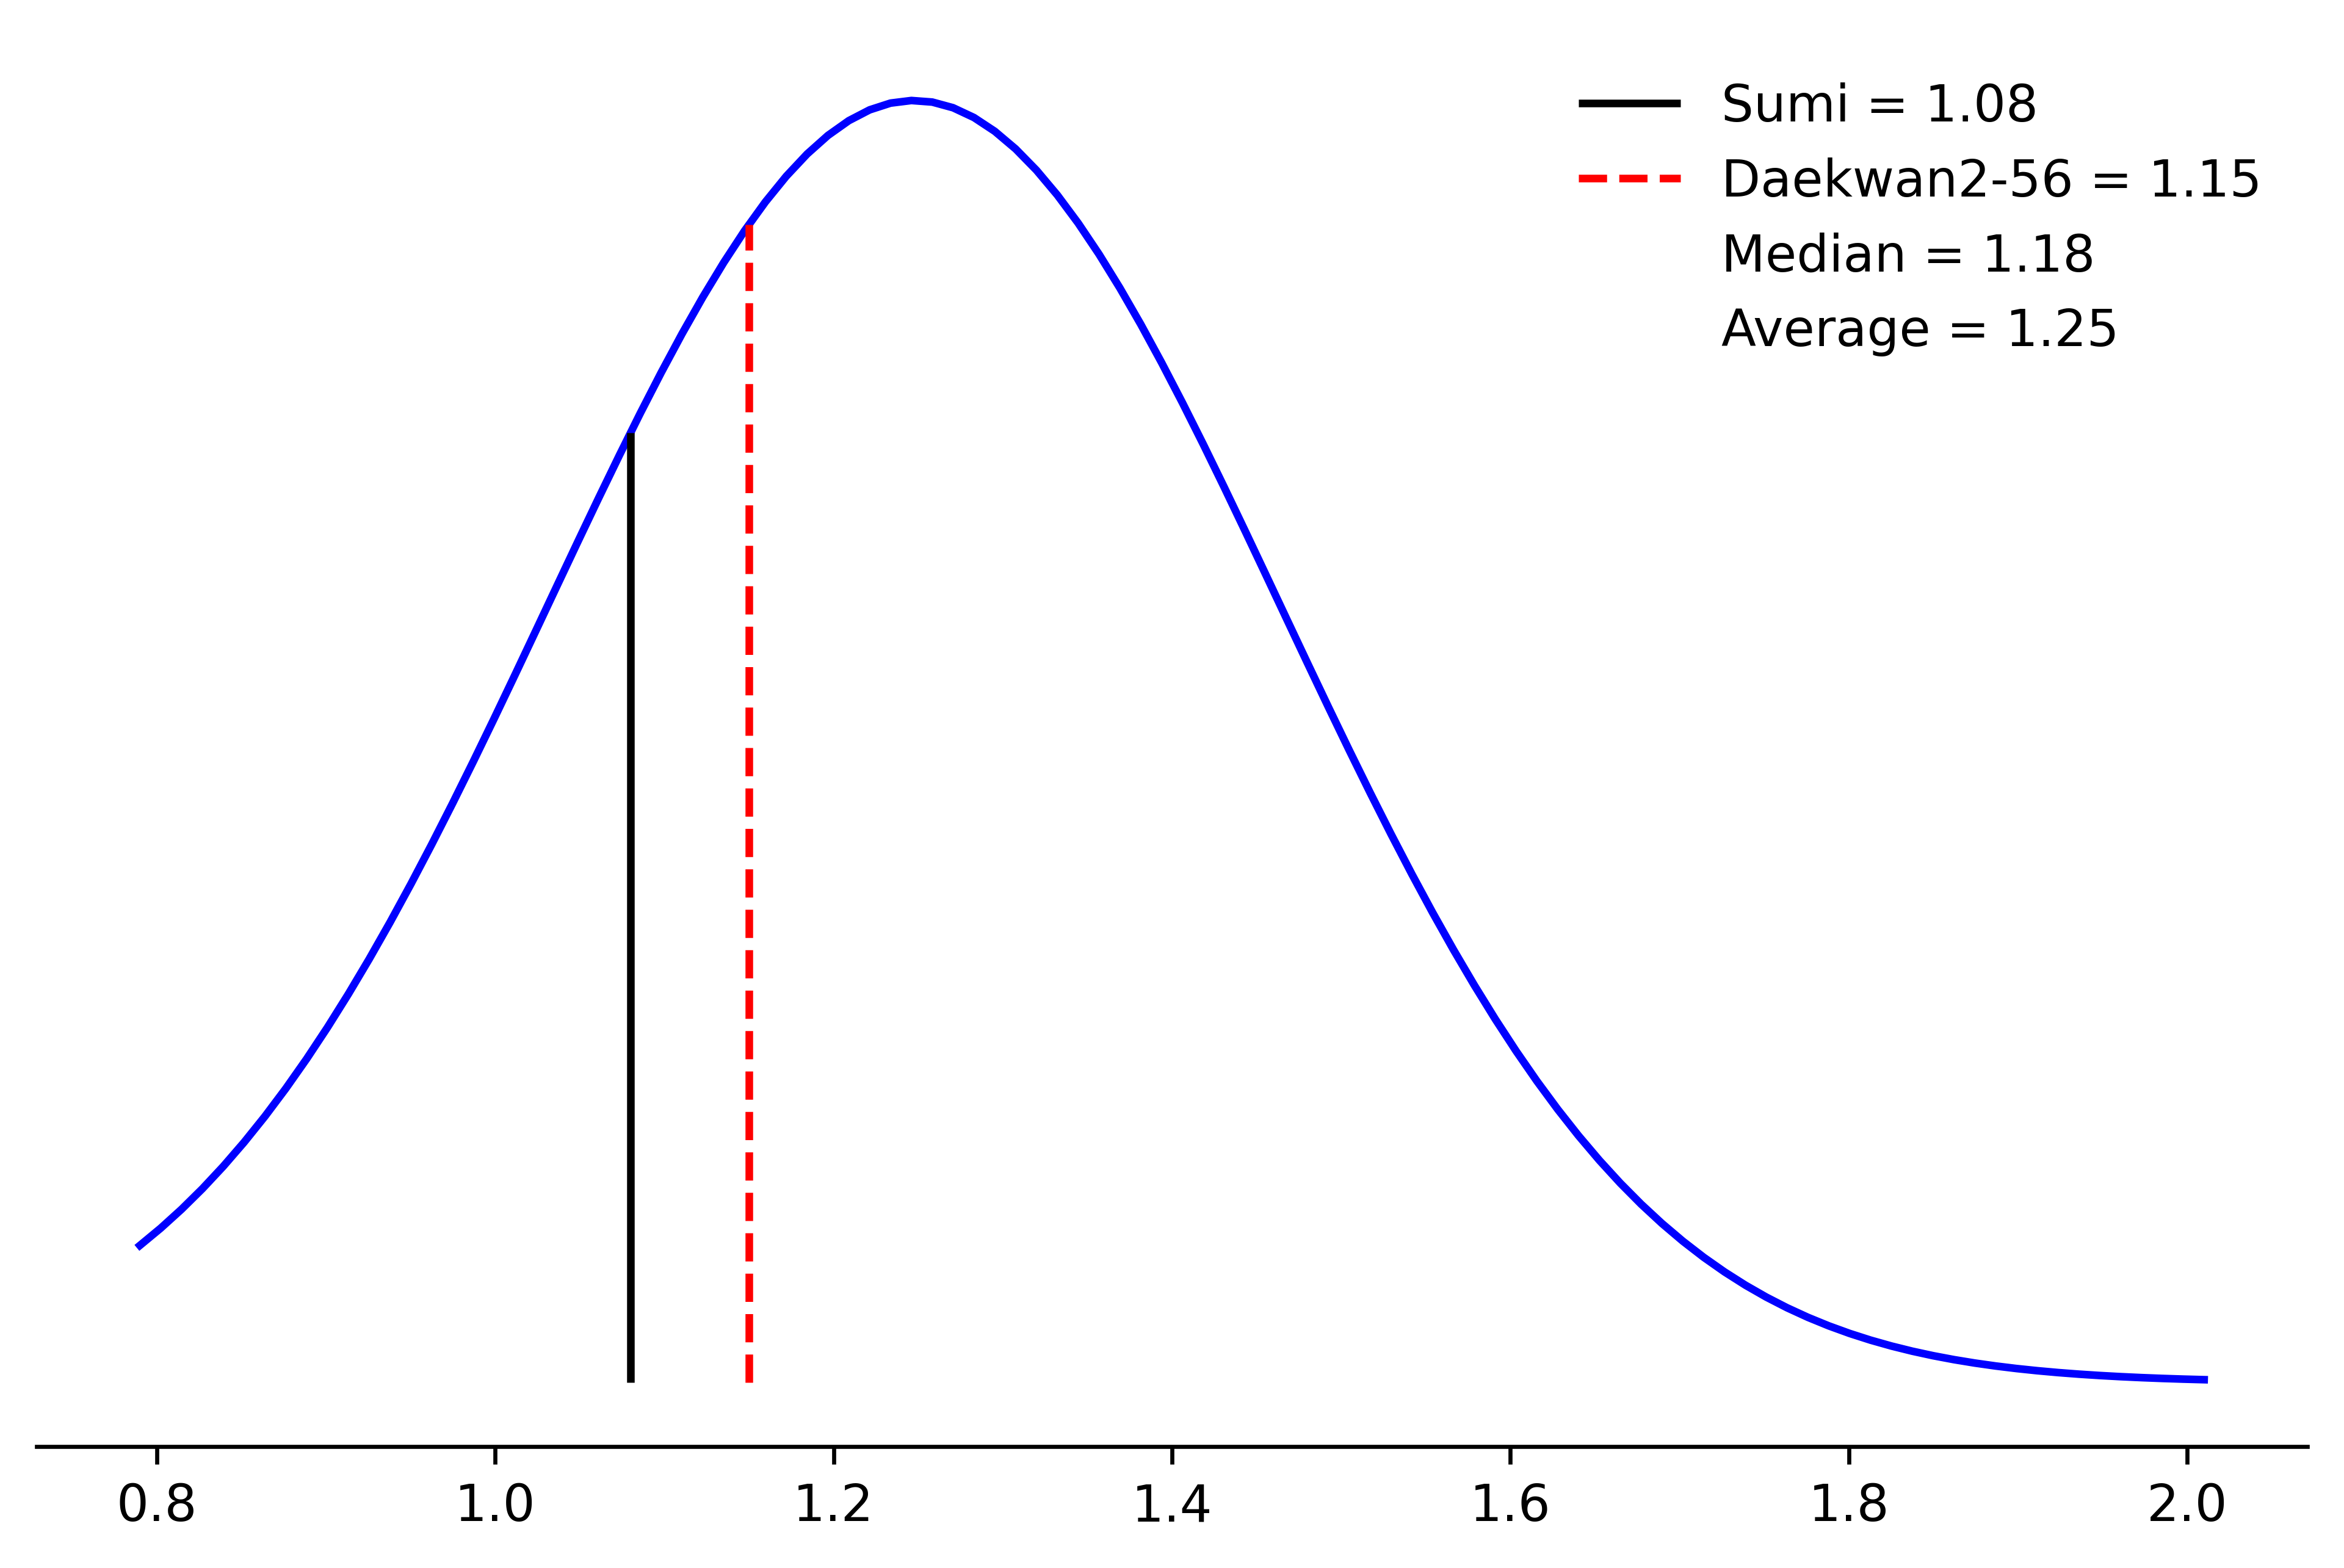 Sumi = 1.08
Daekwan2-56 = 1.15
Median = 1.18
Average = 1.25
0.8 1.0 1.2 1.4 1.6 1.8 2.0